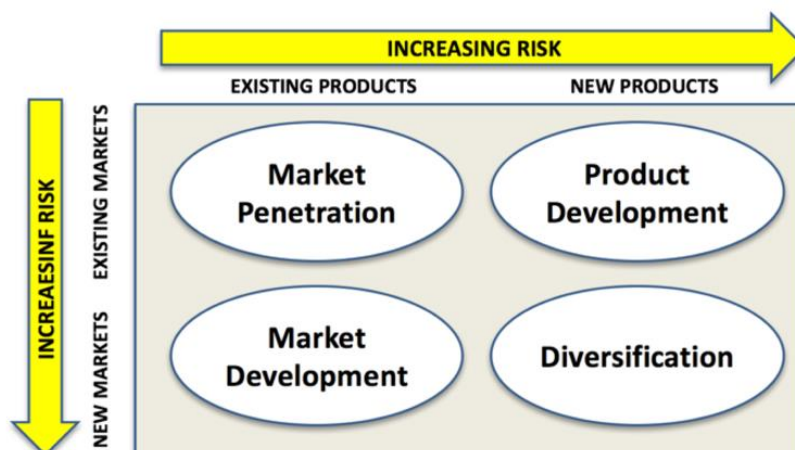 INCREASING RISK
EXISTING PRODUCTS
NEW PRODUCTS
INCREAESINF RISK
EXISTING MARKETS
Market
Penetration
Product
Development
NEW MARKETS
Market
Development
Diversification